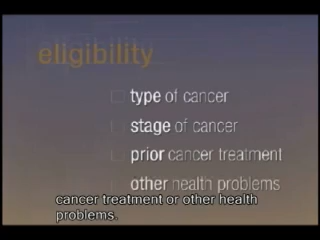 eligibility
type of cancer
stage of cancer
prior cancer treatment
other health problems
cancer treatment or other health
problems.